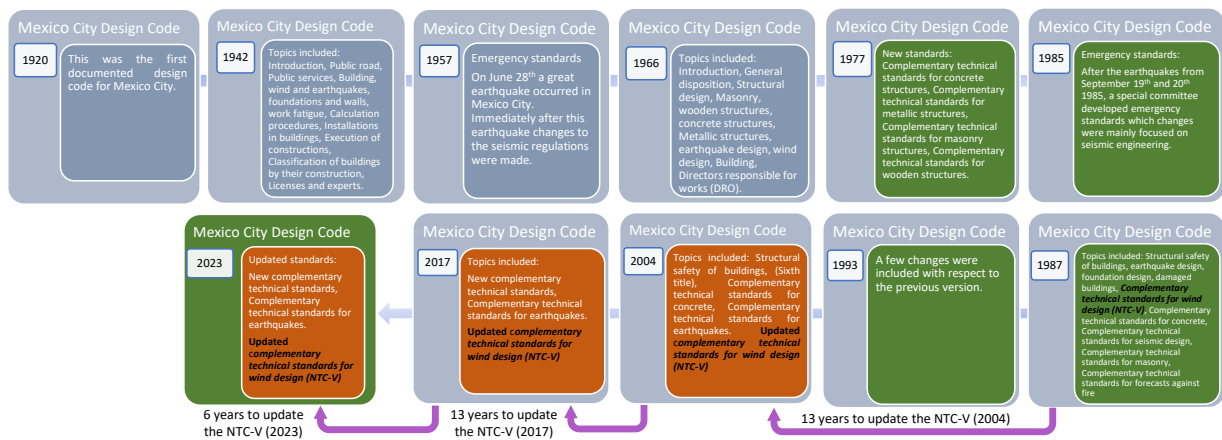 Mexico City Design Code
1920
This was the first
documented design
code for Mexico City.
Mexico City Design Code
1942
Topics included:
Introduction, Public road,
Public services, Building,
wind and earthquakes,
foundations and walls,
work fatigue, Calculation
procedures, Installations
in buildings, Execution of
constructions,
Classification of buildings
by their construction,
Licenses and experts.
Mexico City Design Code
1957
Emergency standards
On June 28th a great
earthquake occurred in
Mexico City.
Immediately after this
earthquake changes to
the seismic regulations
were made.
Mexico City Design Code
1966
Topics included:
Introduction, General
disposition, Structural
design, Masonry,
wooden structures,
concrete structures,
Metallic structures,
earthquake design, wind
design, Building,
Directors responsible for
works (DRO).
Mexico City Design Code
1977
New standards:
Complementary technical
standards for concrete
structures, Complementary
technical standards for
metallic structures,
Complementary technical
standards for masonry
structures, Complementary
technical standards for
wooden structures.
Mexico City Design Code
1985
Emergency standards:
After the earthquakes from
September 19th and 20th
1985, a special committee
developed emergency
standards which changes
were mainly focused on
seismic engineering.
Mexico City Design Code
2023
Updated standards:
New complementary
technical standards,
Complementary
technical standards for
earthquakes.
Updated
complementary
technical standards for
wind design (NTC-V)
Mexico City Design Code
2017
Topics included:
New complementary
technical standards,
Complementary technical
standards for earthquakes.
Updated complementary
technical standards for
wind design (NTC-V)
Mexico City Design Code
2004
Topics included: Structural
safety of buildings, (Sixth
title), Complementary
technical standards for
concrete, Complementary
technical standards for
earthquakes. Updated
complementary technical
standards for wind design
(NTC-V)
Mexico City Design Code
1993
A few changes were
included with respect to
the previous version.
Mexico City Design Code
1987
Topics included: Structural safety
of buildings, earthquake design,
foundation design, damaged
buildings, Complementary
technical standards for wind
design (NTC-V), Complementary
technical standards for concrete,
Complementary technical
standards for seismic design,
Complementary technical
standards for masonry,
Complementary technical
standards for forecasts against
fire
6 years to update
the NTC-V (2023)
13 years to update
the NTC-V (2017)
13 years to update the NTC-V (2004)